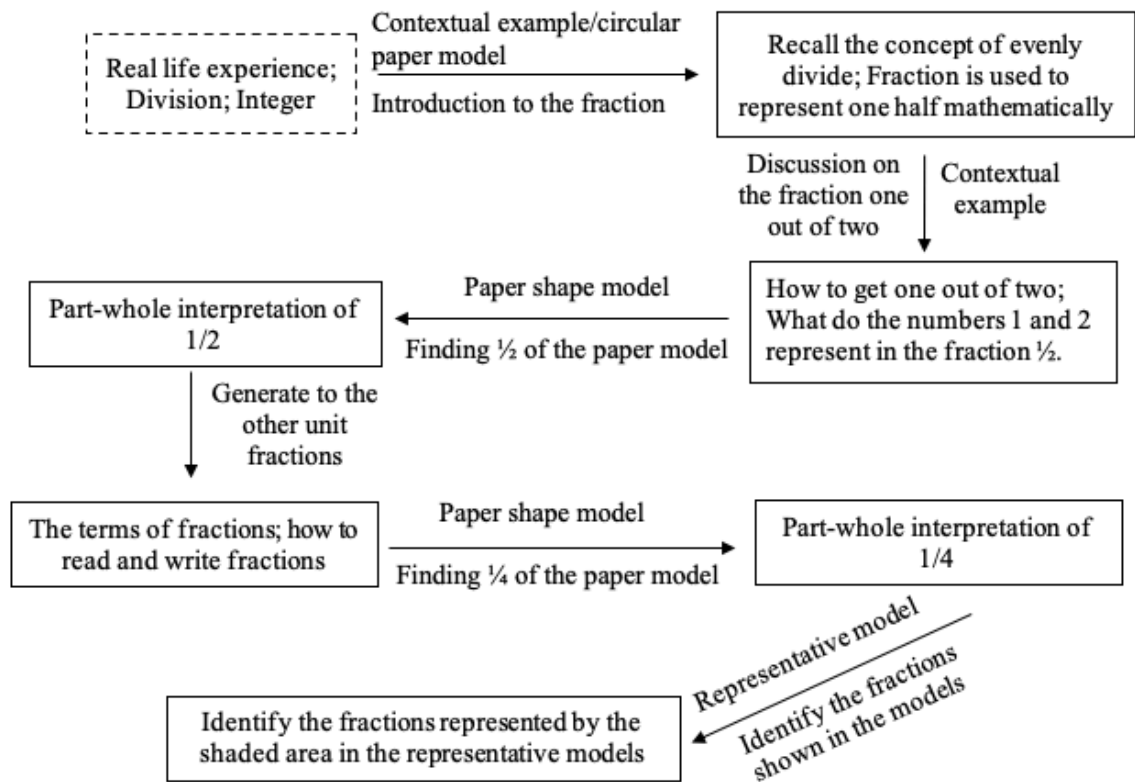 Real life experience;
Division; Integer
Contextual example/circular
paper model
Introduction to the fraction
Recall the concept of evenly
divide; Fraction is used to
represent one half mathematically
Discussion on
the fraction one
out of two
Contextual
example
How to get one out of two;
What do the numbers 1 and 2
represent in the fraction ½.
Paper shape model
Finding ½ of the paper model
Part-whole interpretation of
1/2
Generate to the
other unit
fractions
The terms of fractions; how to
read and write fractions
Paper shape model
Finding ¼ of the paper model
Part-whole interpretation of
1/4
Representative model
Identify the fractions
shown in the models
Identify the fractions represented by the
shaded area in the representative models